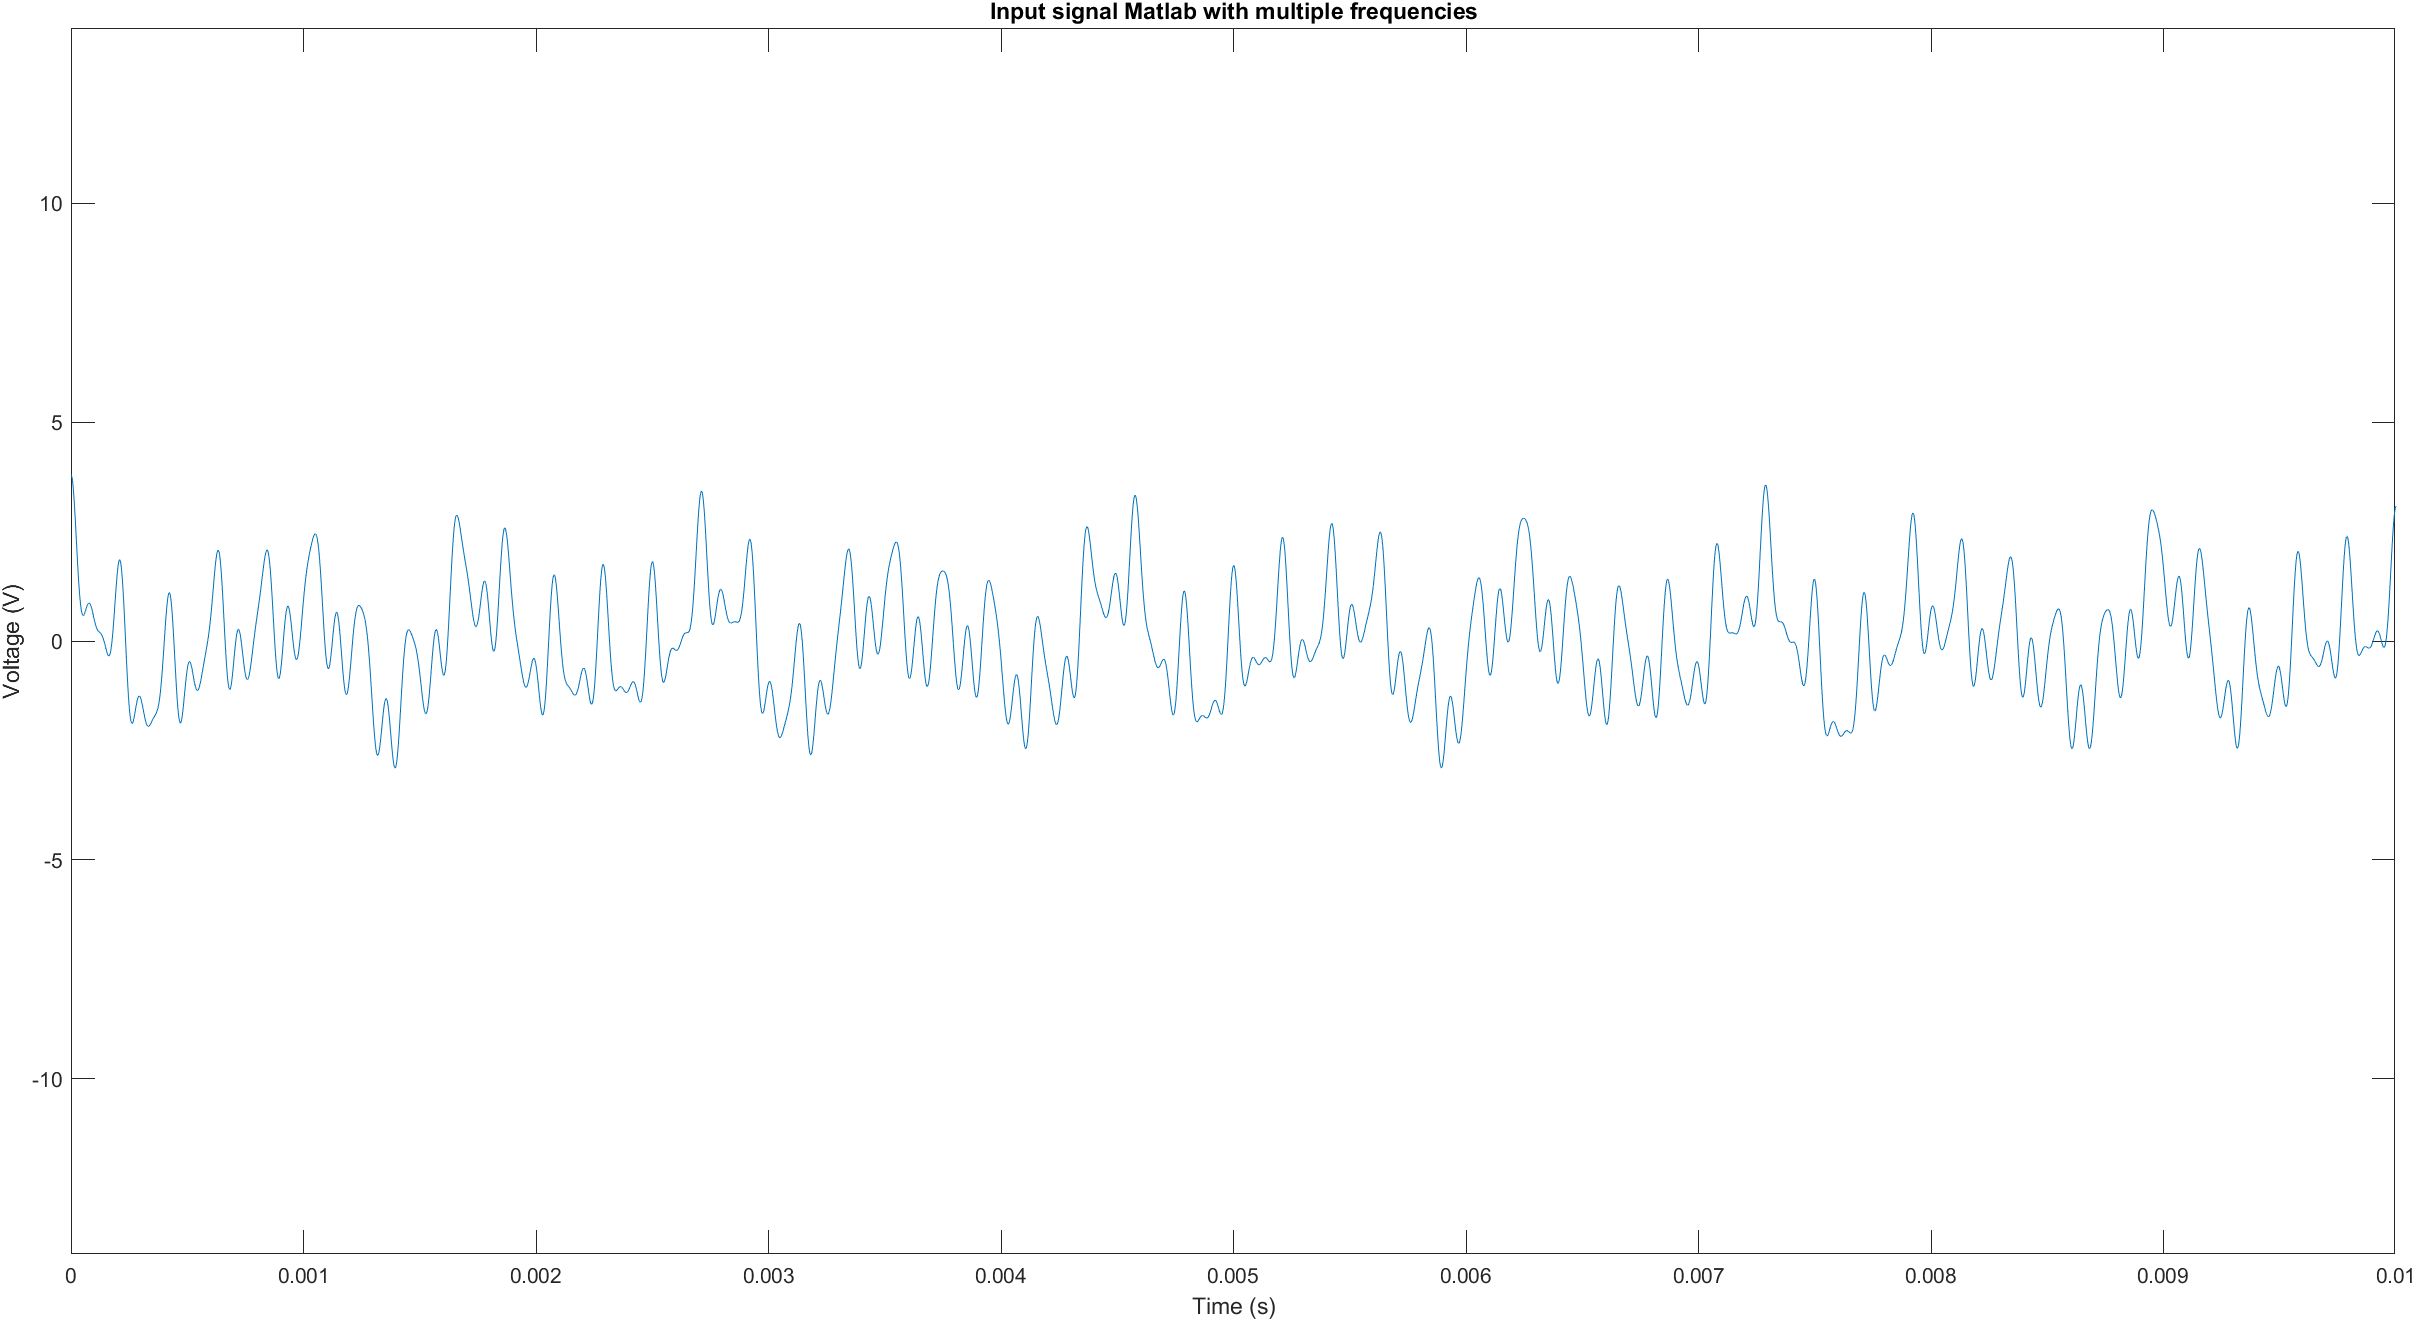 Input signal Matlab with multiple frequencies
10
5
0
-5
-10
Voltage (V)
0 0.001 0.002 0.003 0.004 0.005 0.006 0.007 0.008 0.009 0.01
Time (s)